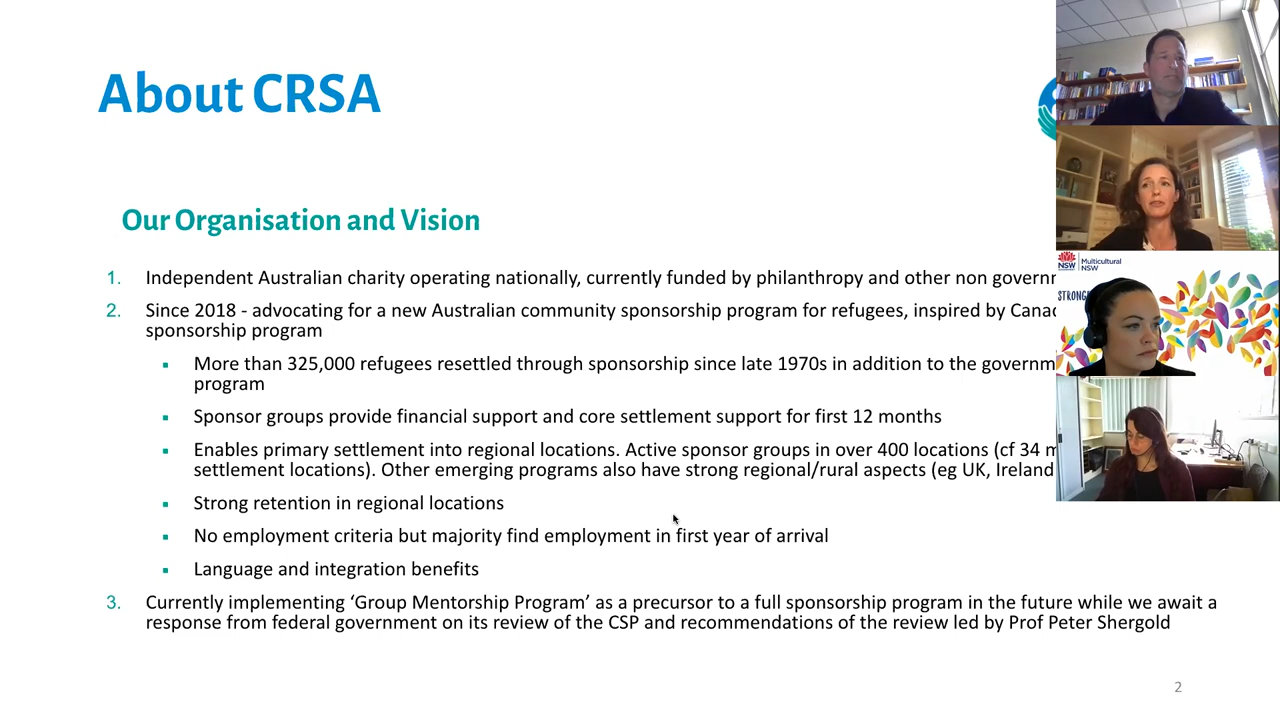 About CRSA
Our Organisation and Vision
1. Independent Australian charity operating nationally, currently funded by philanthropy and other non
2. Since 2018 - advocating for a new Australian community sponsorship program for refugees, inspired by
sponsorship program
▪ More than 325,000 refugees resettled through sponsorship since late 1970s in addition to the
program
▪ Sponsor groups provide financial support and core settlement support for first 12 months
▪ Enables primary settlement into regional locations. Active sponsor groups in over 400 locations (cf 34
settlement locations). Other emerging programs also have strong regional/rural aspects (eg UK, Ireland
▪ Strong retention in regional locations
▪ No employment criteria but majority find employment in first year of arrival
▪ Language and integration benefits
3. Currently implementing ‘Group Mentorship Program’ as a precursor to a full sponsorship program in the future while we await a
response from federal government on its review of the CSP and recommendations of the review led by Prof Peter Shergold
2
NSW
Multicultural
NSW